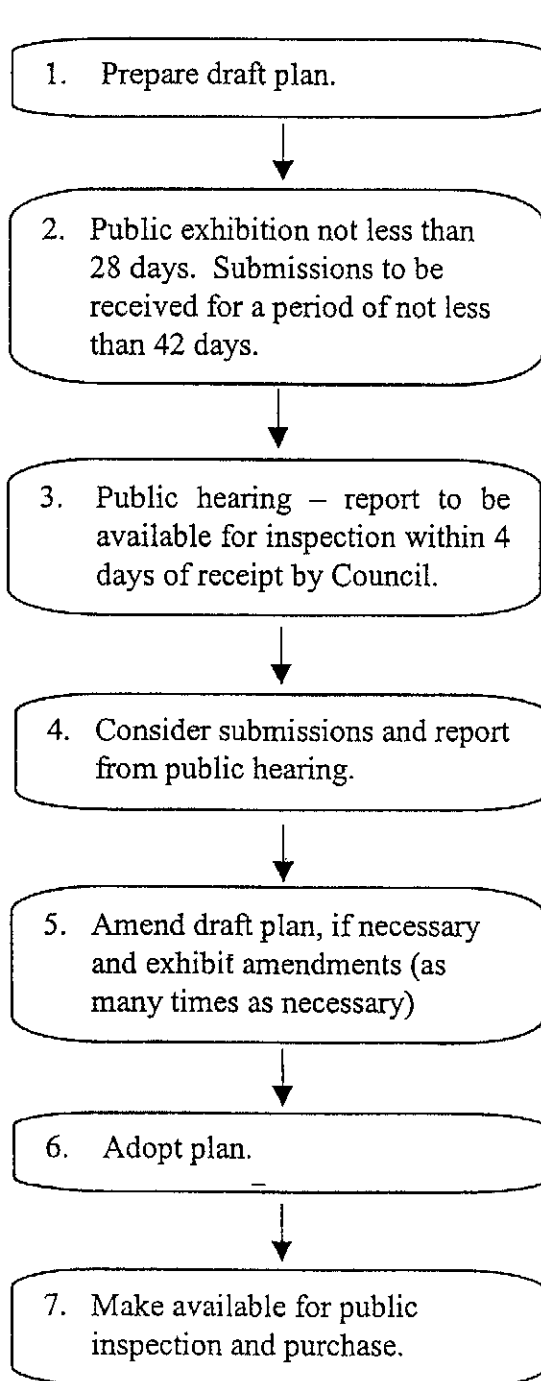 1. Prepare draft plan.
2. Public exhibition not less than
28 days. Submissions to be
received for a period of not less
than 42 days.
3. Public hearing – report to be
available for inspection within 4
days of receipt by Council.
4. Consider submissions and report
from public hearing.
5. Amend draft plan, if necessary
and exhibit amendments (as
many times as necessary)
6. Adopt plan.
7. Make available for public
inspection and purchase.